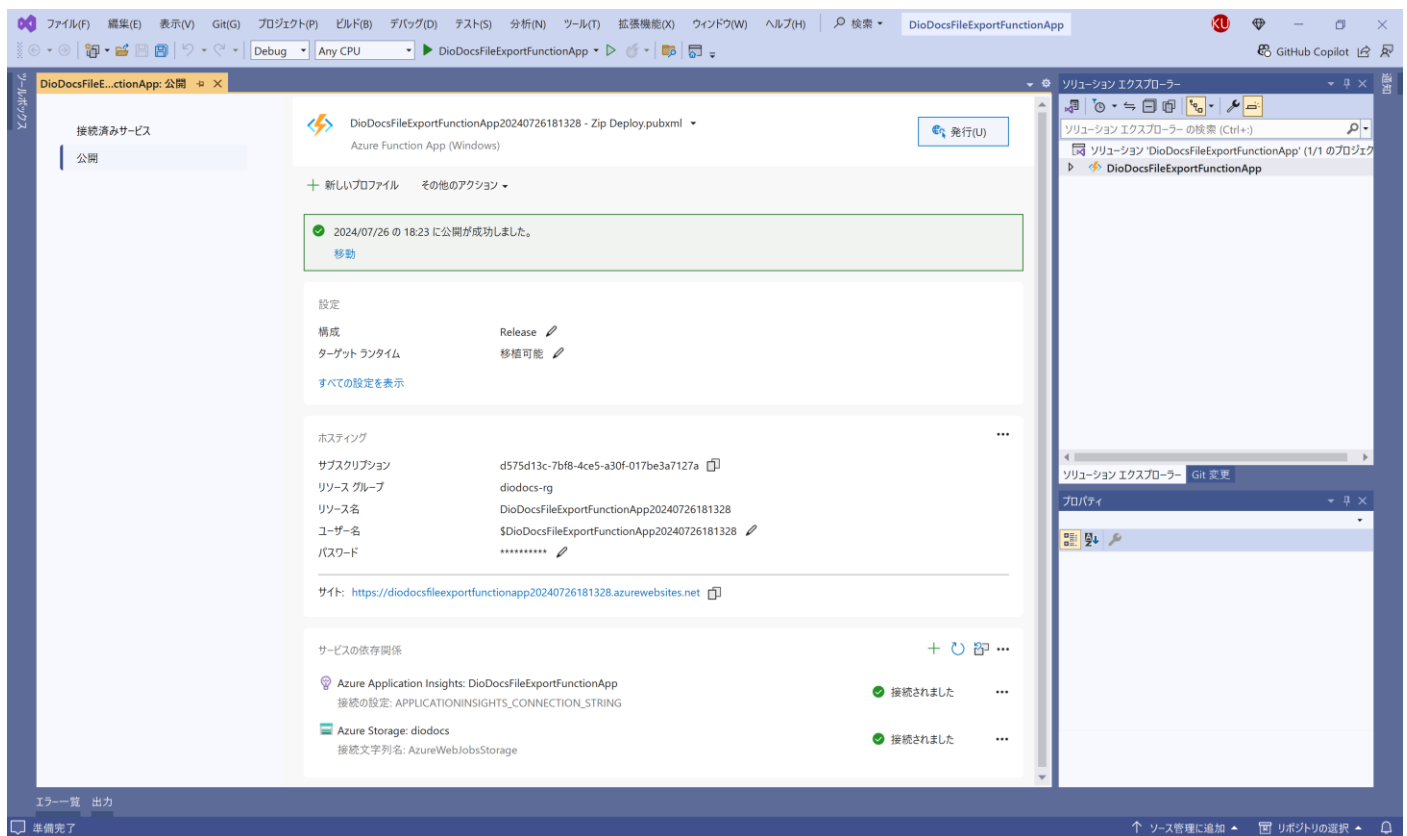 ファイル(F) 編集(E) 表示(V) Git(G) プロジェクト(P) ビルド(B) デバッグ(D) テスト(S) 分析(N) ツール(T) 拡張機能(X) ウィンドウ(W) ヘルプ(H) 検索 DioDocsFileExportFunctionApp KU
Debug Any CPU DioDocsFileExportFunctionApp GitHub Copilot
ツールボックス
DioDocsFileE...ctionApp: 公開
接続済みサービス
公開
DioDocsFileExportFunctionApp20240726181328 - Zip Deploy.pubxml
Azure Function App (Windows)
発行(U)
新しいプロファイル その他のアクション
2024/07/26 の 18:23 に公開が成功しました。
移動
設定
構成 Release
ターゲット ランタイム 移植可能
すべての設定を表示
ホスティング
サブスクリプション d575d13c-7bf8-4ce5-a30f-017be3a7127a
リソース グループ diodocs-rg
リソース名 DioDocsFileExportFunctionApp20240726181328
ユーザー名 $DioDocsFileExportFunctionApp20240726181328
パスワード **********
サイト: https://diodocsfileexportfunctionapp20240726181328.azurewebsites.net
サービスの依存関係
Azure Application Insights: DioDocsFileExportFunctionApp
接続の設定: APPLICATIONINSIGHTS_CONNECTION_STRING
接続されました
Azure Storage: diodocs
接続文字列名: AzureWebJobsStorage
接続されました
ソリューション エクスプローラー
ソリューション エクスプローラー の検索 (Ctrl+:)
ソリューション 'DioDocsFileExportFunctionApp' (1/1 のプロジェク
DioDocsFileExportFunctionApp
ソリューション エクスプローラー Git 変更
プロパティ
通知
エラー一覧 出力
準備完了 ソース管理に追加 リポジトリの選択